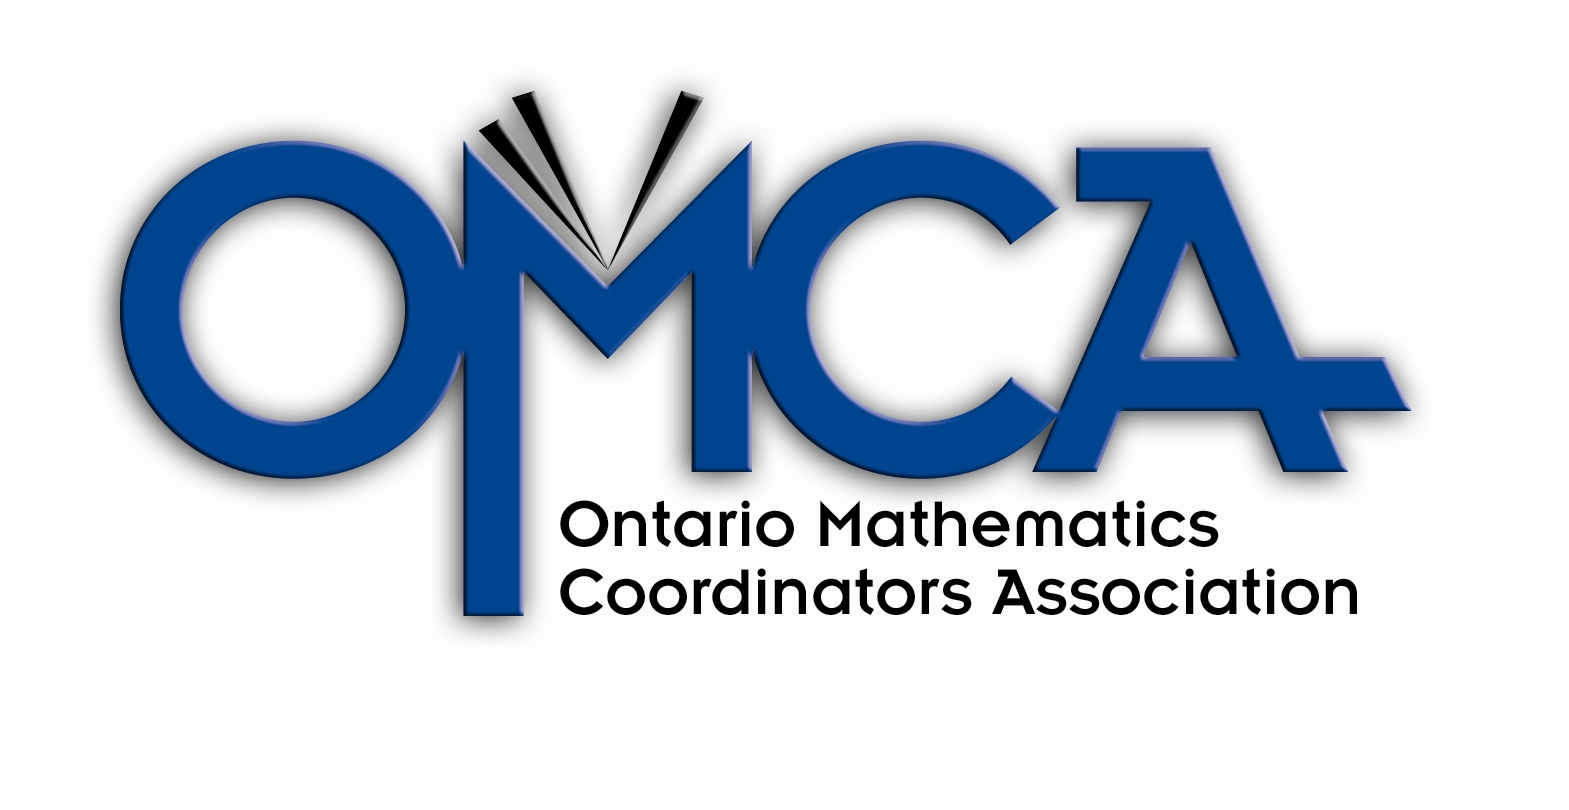 OMCA
Ontario Mathematics
Coordinators Association